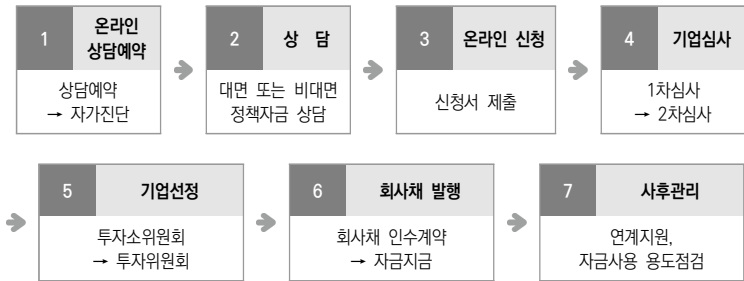 1
온라인
상담예약
상담예약
→ 자가진단
2
상 담
대면 또는 비대면
정책자금 상담
3
온라인 신청
신청서 제출
4
기업심사
1차심사
→ 2차심사
5
기업선정
투자소위원회
→ 투자위원회
6
회사채 발행
회사채 인수계약
→ 자금지급
7
사후관리
연계지원,
자금사용 용도점검